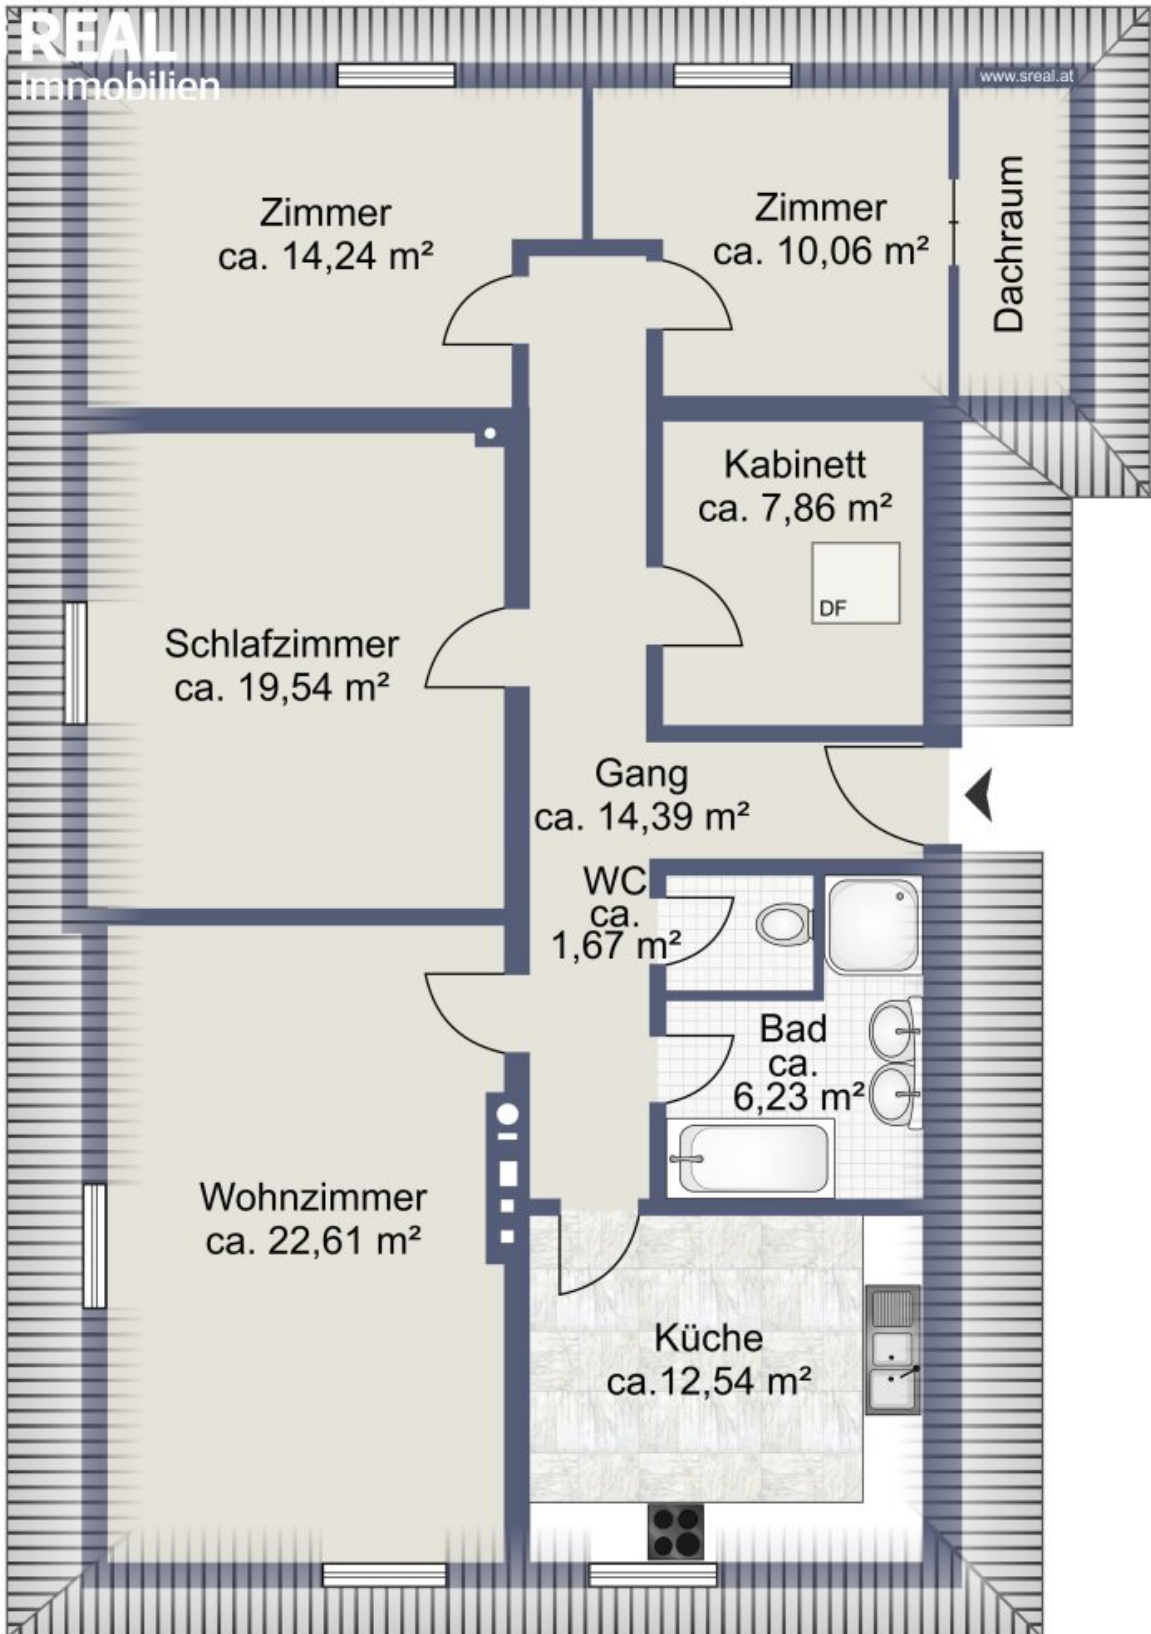 REAL
Immobilien
www.sreal.at
Zimmer
ca. 14,24 m²
Zimmer
ca. 10,06 m²
Dachraum
Kabinett
ca. 7,86 m²
DF
Schlafzimmer
ca. 19,54 m²
Gang
ca. 14,39 m²
WC
ca.
1,67 m²
Bad
ca.
6,23 m²
Wohnzimmer
ca. 22,61 m²
Küche
ca.12,54 m²